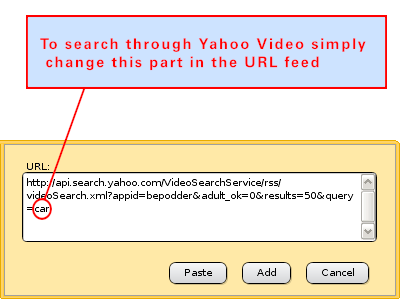 To search through Yahoo Video simply
change this part in the URL feed
URL:
http://api.search.yahoo.com/VideoSearchService/rss/
videoSearch.xml?appid=bepodder&adult_ok=0&results=50&query
=car
Paste Add Cancel